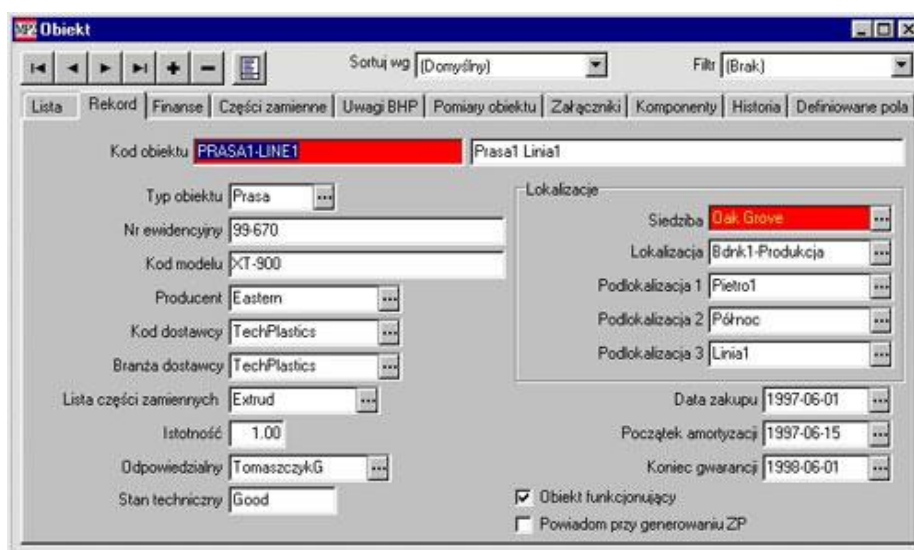 MP2 Obiekt
Sortuj wg (Domyślny) Filtr (Brak)
Lista Rekord Finanse Części zamienne Uwagi BHP Pomiary obiektu Załączniki Komponenty Historia Definiowane pola
Kod obiektu PRASA1-LINE1 Prasa1 Linia1
Typ obiektu Prasa ...
Nr ewidencyjny 99-670
Kod modelu XT-900
Producent Eastern ...
Kod dostawcy TechPlastics ...
Branża dostawcy TechPlastics ...
Lista części zamiennych Extrud ...
Istotność 1.00
Odpowiedzialny TomaszczykG ...
Stan techniczny Good
Lokalizacje
Siedziba Oak Grove ...
Lokalizacja Bdnk1-Produkcja ...
Podlokalizacja 1 Pietro1 ...
Podlokalizacja 2 Północ ...
Podlokalizacja 3 Linia1 ...
Data zakupu 1997-06-01 ...
Początek amortyzacji 1997-06-15 ...
Koniec gwarancji 1998-06-01 ...
Obiekt funkcjonujący
Powiadom przy generowaniu ZP